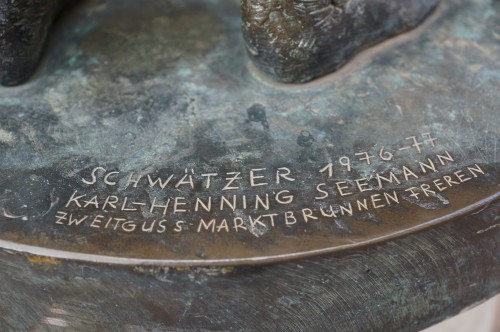 SCHWÄTZER 1976-77
KARL-HENNING SEEMANN
ZWEITGUSS MARKTBRUNNEN FREREN